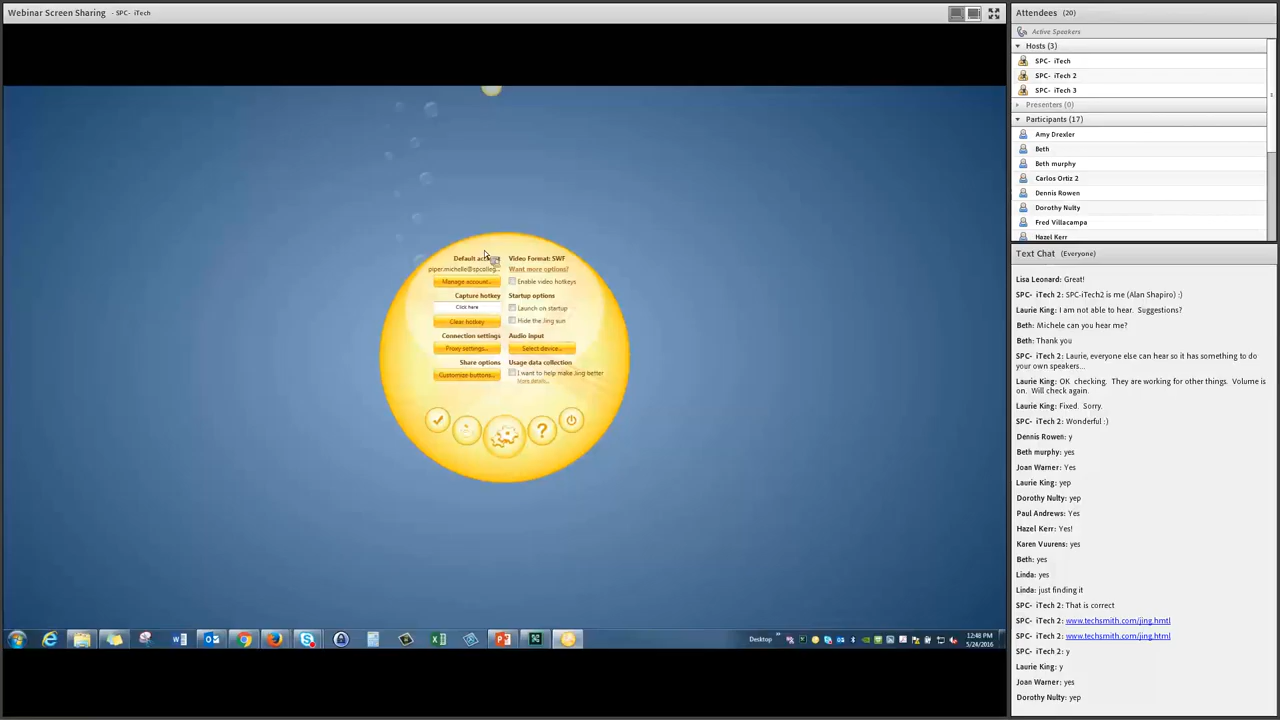 Webinar Screen Sharing - SPC- iTech
Default
Video Format: SWF
piper.michelle@spcolleg...
Want more options?
Manage account...
Enable video hotkeys
Capture hotkey
Startup options
Click here
Launch on startup
Clear hotkey
Hide the Jing sun
Connection settings
Audio input
Proxy settings...
Select device...
Share options
Usage data collection
Customize buttons...
I want to help make Jing better
More details...
Desktop
12:48 PM
5/24/2016
Attendees (20)
Active Speakers
Hosts (3)
SPC- iTech
SPC- iTech 2
SPC- iTech 3
Presenters (0)
Participants (17)
Amy Drexler
Beth
Beth murphy
Carlos Ortiz 2
Dennis Rowen
Dorothy Nulty
Fred Villacampa
Hazel Kerr
Text Chat (Everyone)
Lisa Leonard: Great!
SPC- iTech 2: SPC-iTech2 is me (Alan Shapiro) :)
Laurie King: I am not able to hear. Suggestions?
Beth: Michele can you hear me?
Beth: Thank you
SPC- iTech 2: Laurie, everyone else can hear so it has something to do
your own speakers...
Laurie King: OK checking. They are working for other things. Volume is
on. Will check again.
Laurie King: Fixed. Sorry.
SPC- iTech 2: Wonderful :)
Dennis Rowen: y
Beth murphy: yes
Joan Warner: Yes
Laurie King: yep
Dorothy Nulty: yep
Paul Andrews: Yes
Hazel Kerr: Yes!
Karen Vuurens: yes
Beth: yes
Linda: yes
Linda: just finding it
SPC- iTech 2: That is correct
SPC- iTech 2: www.techsmith.com/jing.hmtl
SPC- iTech 2: www.techsmith.com/jing.html
SPC- iTech 2: y
Laurie King: y
Joan Warner: yes
Dorothy Nulty: yep